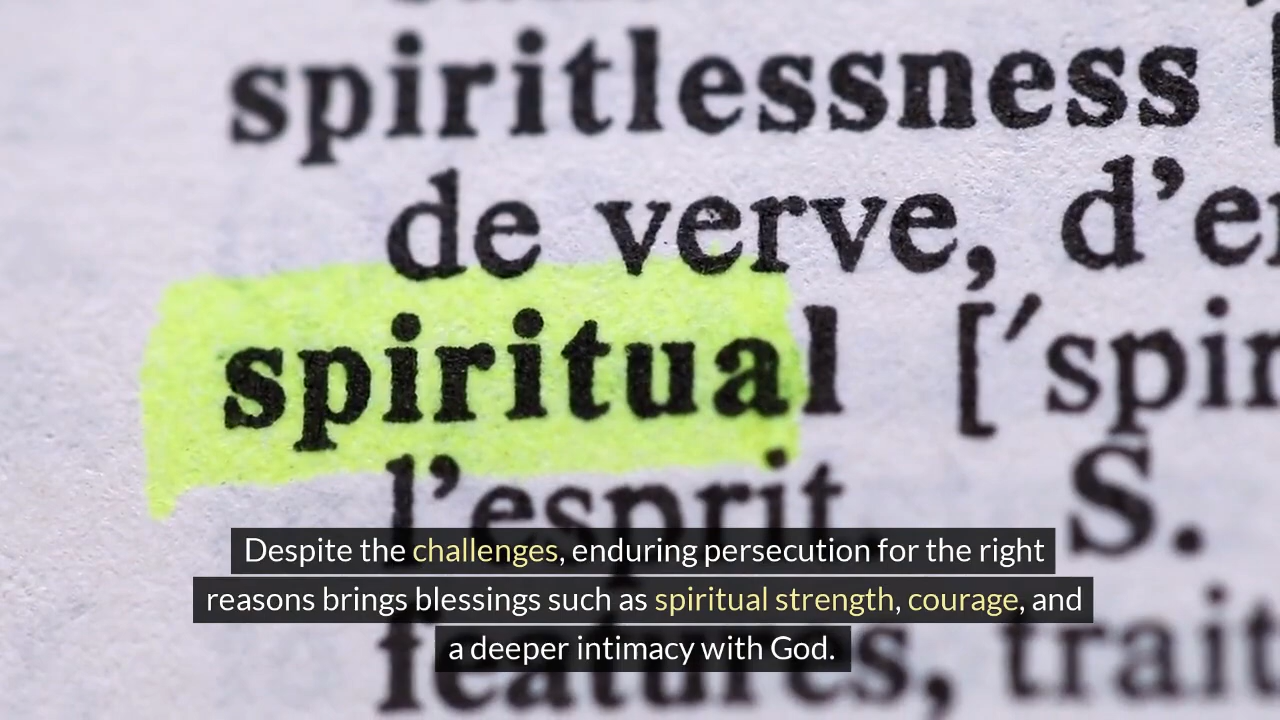 spiritlessness
de verve, d'e
spiritual ['spir
l'esprit S.
Despite the challenges, enduring persecution for the right
reasons brings blessings such as spiritual strength, courage, and
a deeper intimacy with God.
features, trait